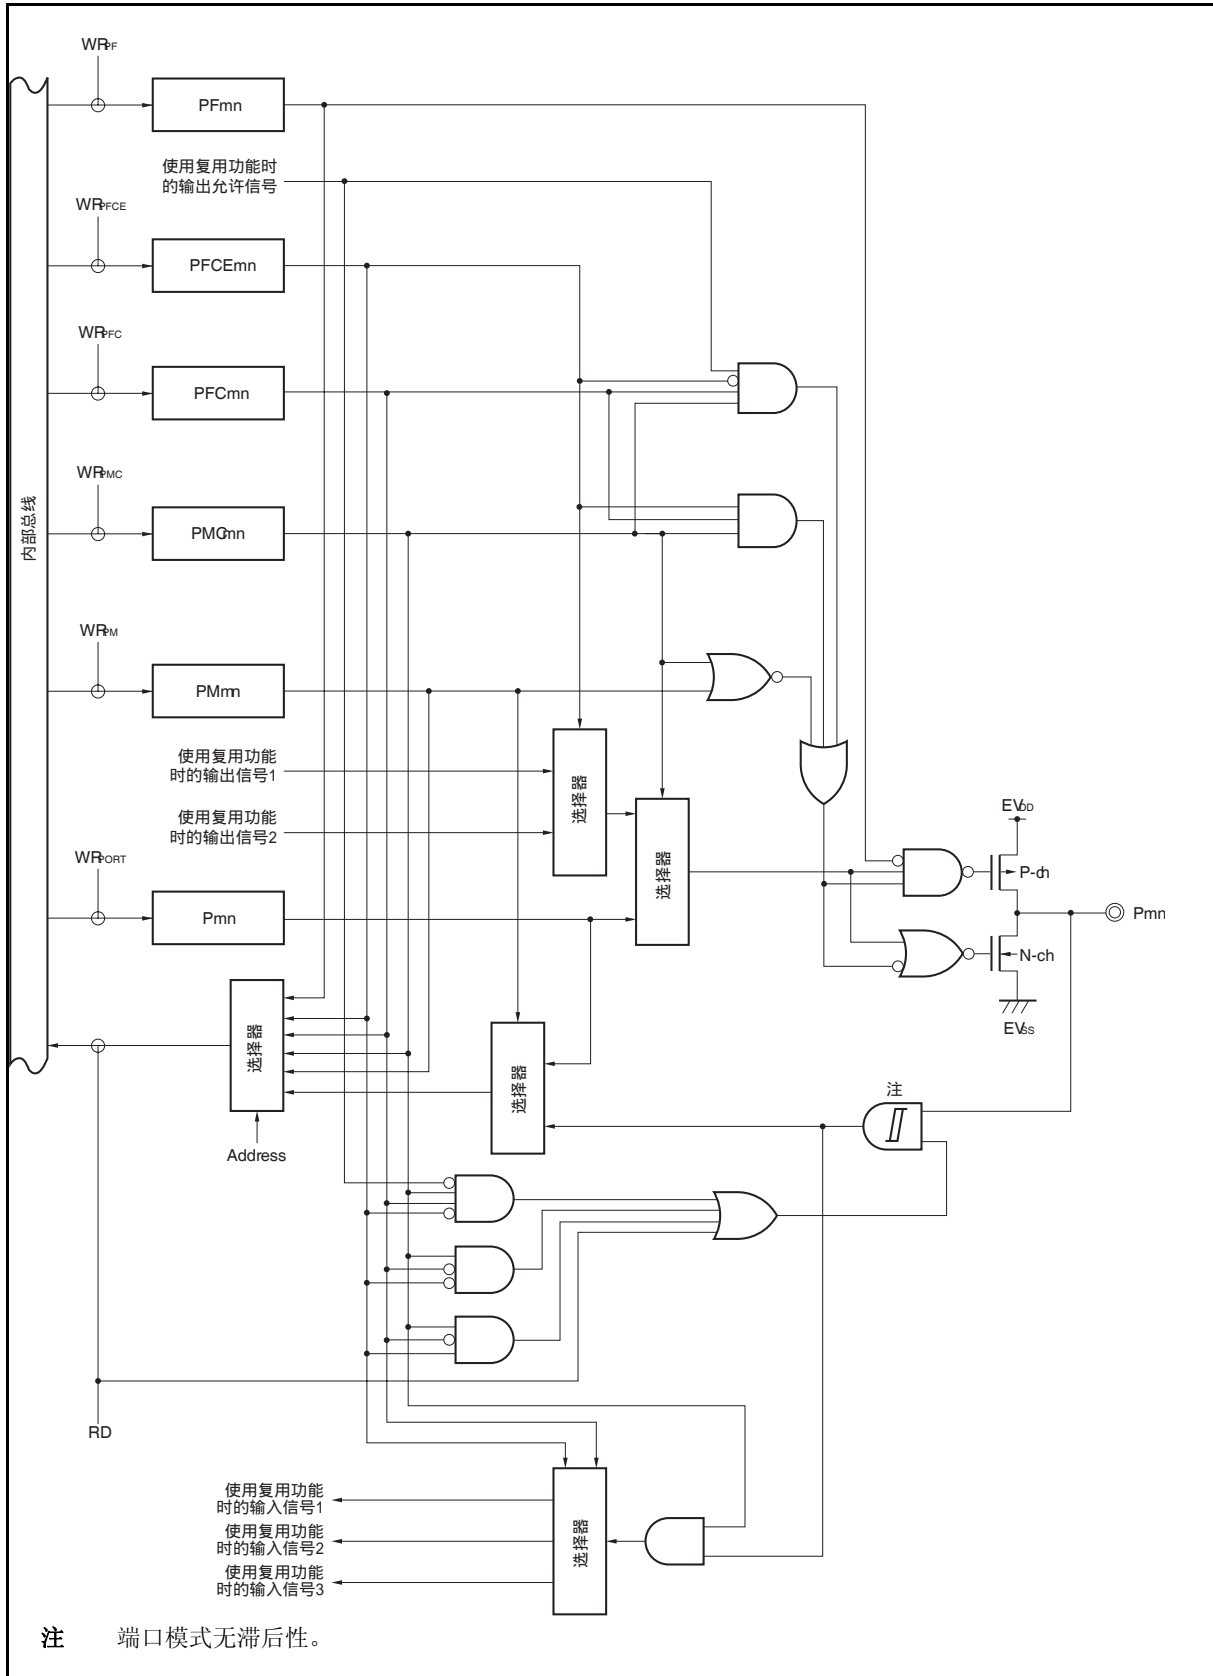 WRPF
PFmn
使用复用功能时
的输出允许信号
WRPFCE
PFCEmn
WRPFC
PFCmn
WRPMC
内部总线
PMCmn
WRPM
PMmn
使用复用功能
时的输出信号1
选择器
使用复用功能
时的输出信号2
选择器
EVDD
WRPORT
P-ch
Pmn
Pmn
N-ch
EVSS
选择器
选择器
注
Address
RD
使用复用功能
时的输入信号1
使用复用功能
时的输入信号2
选择器
使用复用功能
时的输入信号3
注 端口模式无滞后性。